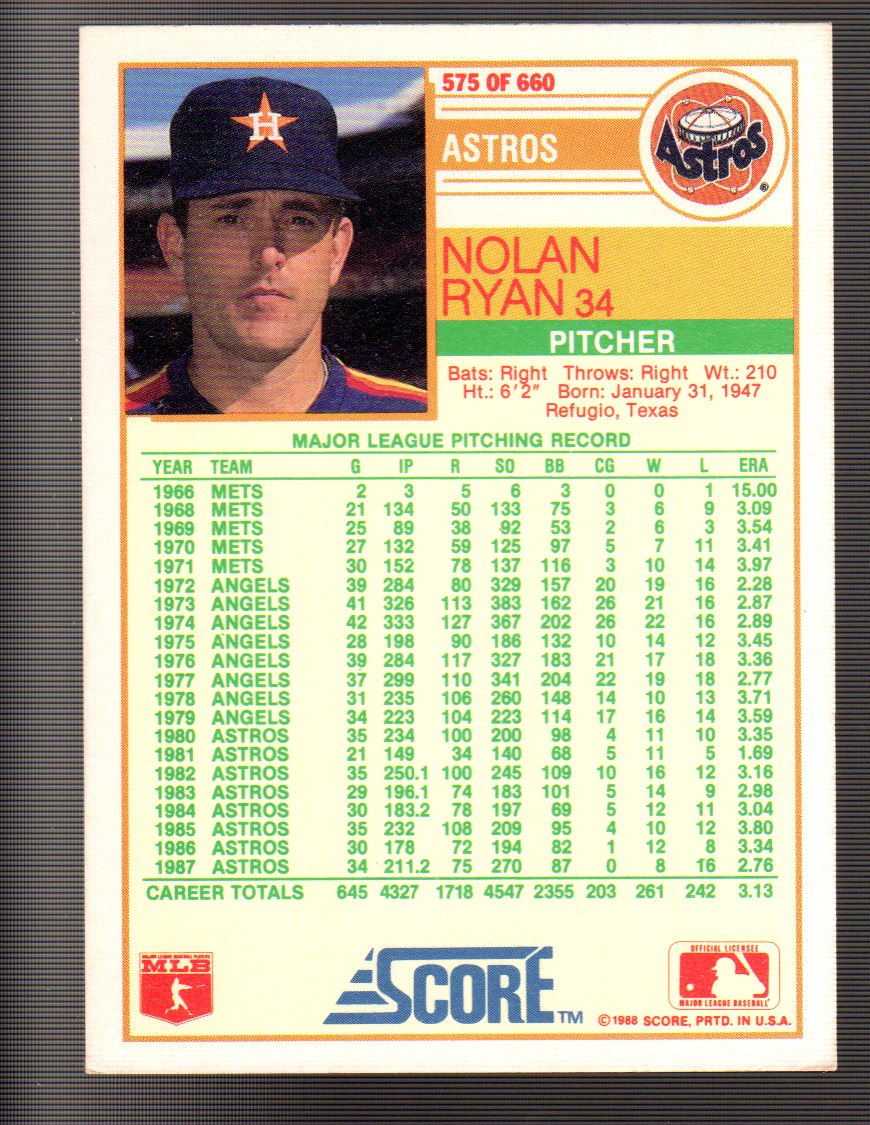 H
575 OF 660
ASTROS
Astros
®
NOLAN
RYAN 34
PITCHER
Bats: Right Throws: Right Wt.: 210
Ht.: 6'2" Born: January 31, 1947
Refugio, Texas
MAJOR LEAGUE PITCHING RECORD
YEAR TEAM G IP R SO BB CG W L ERA
1966 METS 2 3 5 6 3 0 0 1 15.00
1968 METS 21 134 50 133 75 3 6 9 3.09
1969 METS 25 89 38 92 53 2 6 3 3.54
1970 METS 27 132 59 125 97 5 7 11 3.41
1971 METS 30 152 78 137 116 3 10 14 3.97
1972 ANGELS 39 284 80 329 157 20 19 16 2.28
1973 ANGELS 41 326 113 383 162 26 21 16 2.87
1974 ANGELS 42 333 127 367 202 26 22 16 2.89
1975 ANGELS 28 198 90 186 132 10 14 12 3.45
1976 ANGELS 39 284 117 327 183 21 17 18 3.36
1977 ANGELS 37 299 110 341 204 22 19 18 2.77
1978 ANGELS 31 235 106 260 148 14 10 13 3.71
1979 ANGELS 34 223 104 223 114 17 16 14 3.59
1980 ASTROS 35 234 100 200 98 4 11 10 3.35
1981 ASTROS 21 149 34 140 68 5 11 5 1.69
1982 ASTROS 35 250.1 100 245 109 10 16 12 3.16
1983 ASTROS 29 196.1 74 183 101 5 14 9 2.98
1984 ASTROS 30 183.2 78 197 69 5 12 11 3.04
1985 ASTROS 35 232 108 209 95 4 10 12 3.80
1986 ASTROS 30 178 72 194 82 1 12 8 3.34
1987 ASTROS 34 211.2 75 270 87 0 8 16 2.76
CAREER TOTALS 645 4327 1718 4547 2355 203 261 242 3.13
MAJOR LEAGUE BASEBALL PLAYERS
MLB
SCORE TM
OFFICIAL LICENSEE
MAJOR LEAGUE BASEBALL
©1988 SCORE, PRTD. IN U.S.A.